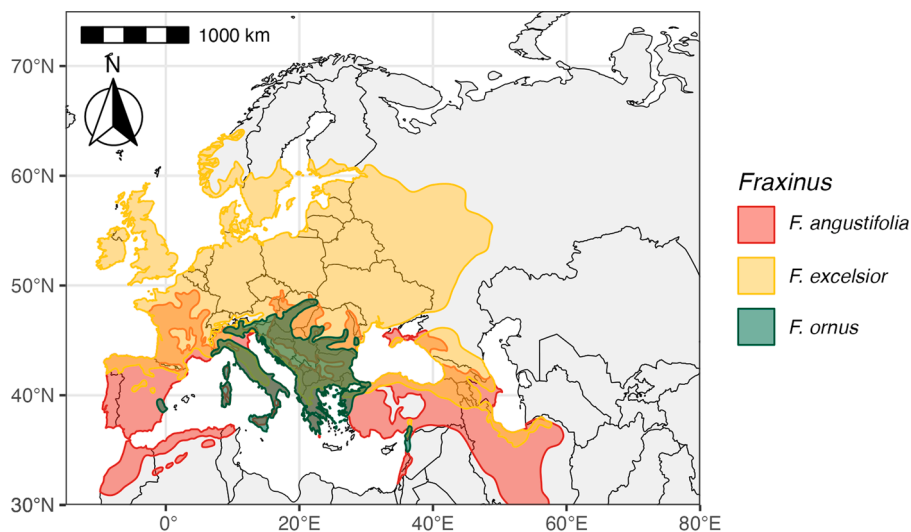 1000 km
N
70°N
60°N
50°N
40°N
30°N
0°
20°E
40°E
60°E
80°E
Fraxinus
F. angustifolia
F. excelsior
F. ornus